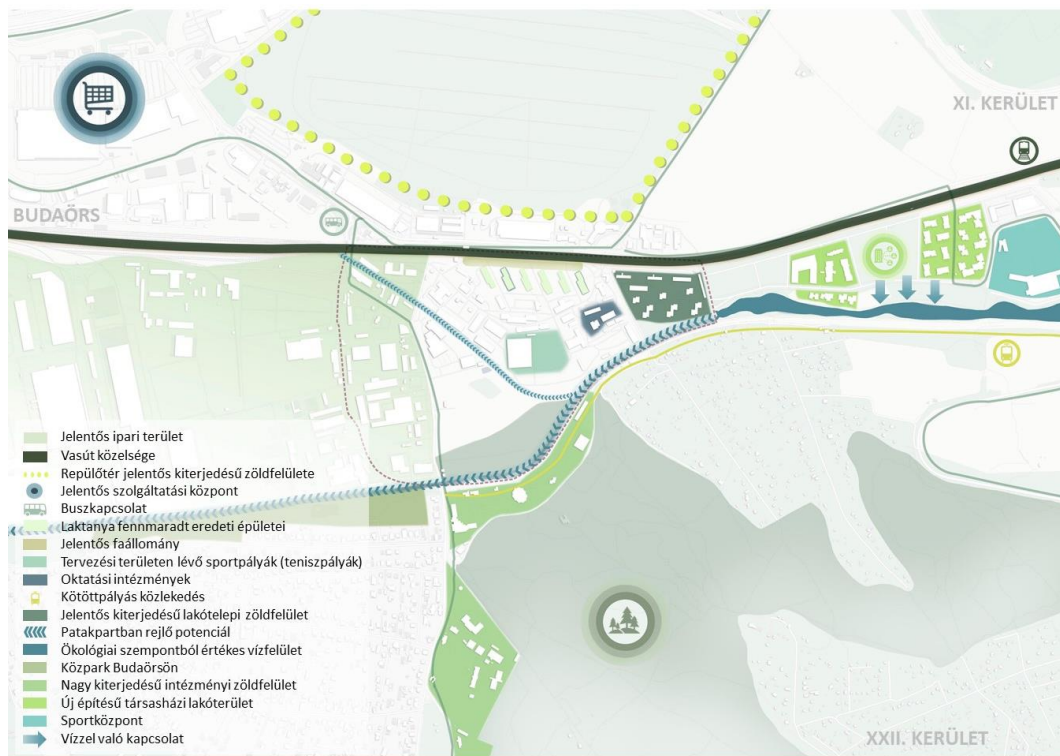 XI. KERÜLET
BUDAÖRS
Jelentős ipari terület
Vasút közelsége
Repülőtér jelentős kiterjedésű zöldfelülete
Jelentős szolgáltatási központ
Buszkapcsolat
Laktanya fennmaradt eredeti épületei
Jelentős faállomány
Tervezési területen lévő sportpályák (teniszpályák)
Oktatási intézmények
Kötöttpályás közlekedés
Jelentős kiterjedésű lakótelepi zöldfelület
Patakpartban rejlő potenciál
Ökológiai szempontból értékes vízfelület
Közpark Budaörsön
Nagy kiterjedésű intézményi zöldfelület
Új építésű társasházi lakóterület
Sportközpont
Vízzel való kapcsolat
XXII. KERÜLET